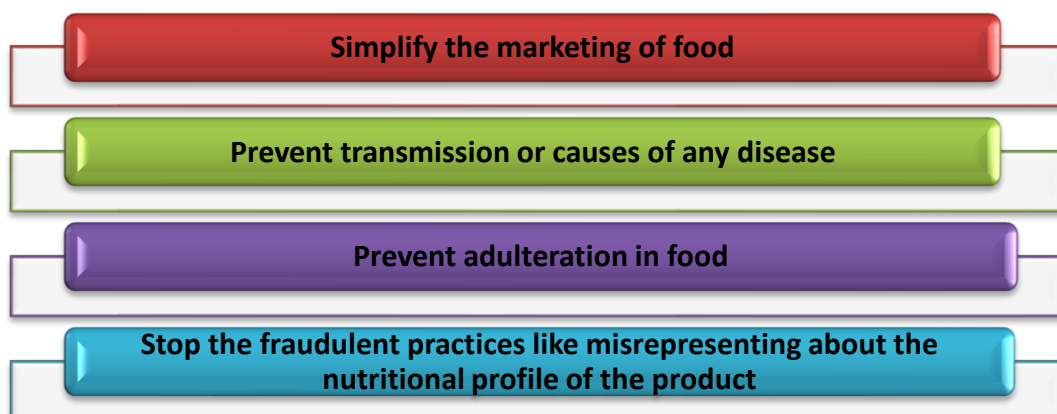 Simplify the marketing of food
Prevent transmission or causes of any disease
Prevent adulteration in food
Stop the fraudulent practices like misrepresenting about the
nutritional profile of the product